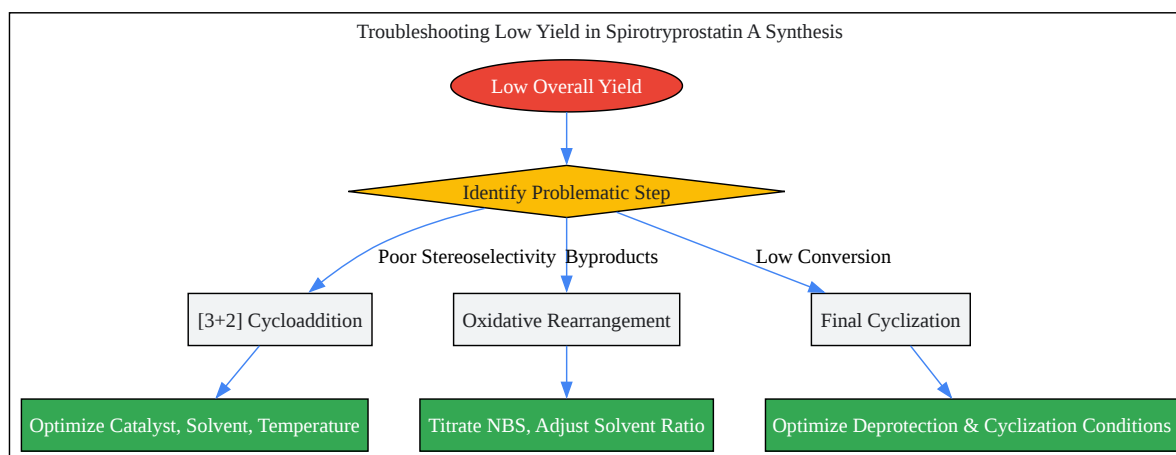 Troubleshooting Low Yield in Spirotryprostatin A Synthesis
Low Overall Yield
Identify Problematic Step
Poor Stereoselectivity
Byproducts
Low Conversion
[3+2] Cycloaddition
Oxidative Rearrangement
Final Cyclization
Optimize Catalyst, Solvent, Temperature
Titrate NBS, Adjust Solvent Ratio
Optimize Deprotection & Cyclization Conditions